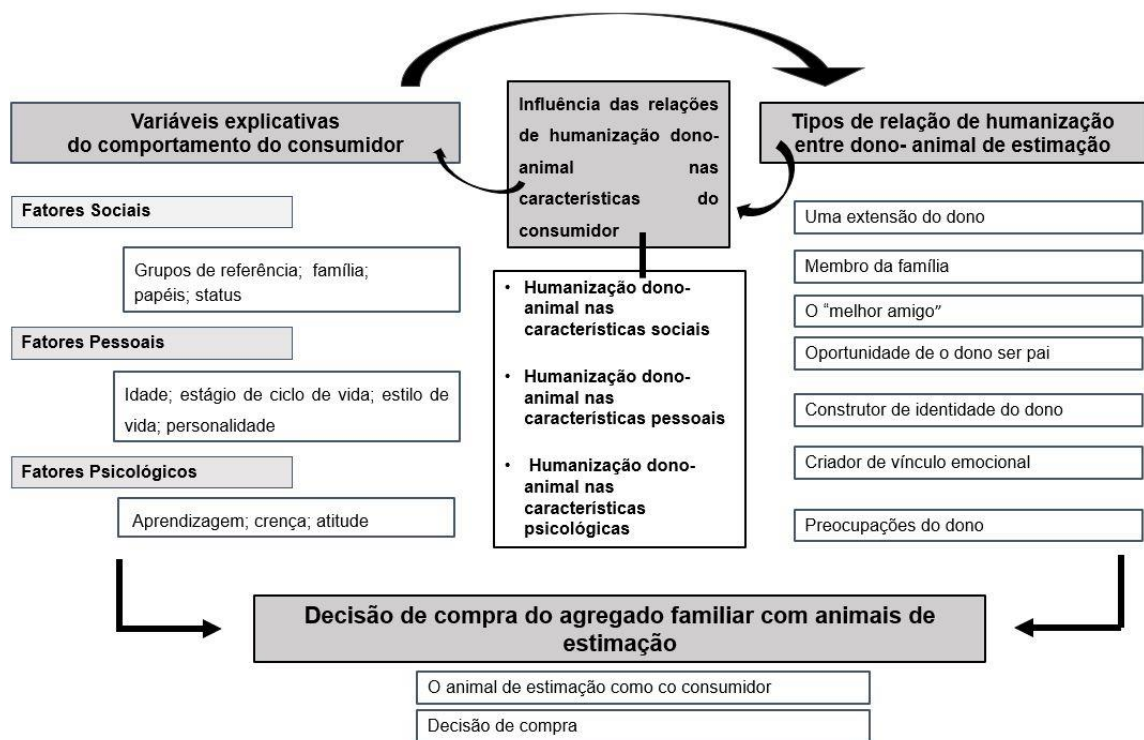 Variáveis explicativas
do comportamento do consumidor
Fatores Sociais
Grupos de referência; família;
papéis; status
Fatores Pessoais
Idade; estágio de ciclo de vida; estilo de
vida; personalidade
Fatores Psicológicos
Aprendizagem; crença; atitude
Influência das relações
de humanização dono-
animal nas
características do
consumidor
• Humanização dono-
animal nas
características sociais
• Humanização dono-
animal nas
características pessoais
• Humanização dono-
animal nas
características
psicológicas
Tipos de relação de humanização
entre dono- animal de estimação
Uma extensão do dono
Membro da família
O “melhor amigo”
Oportunidade de o dono ser pai
Construtor de identidade do dono
Criador de vínculo emocional
Preocupações do dono
Decisão de compra do agregado familiar com animais de
estimação
O animal de estimação como co consumidor
Decisão de compra